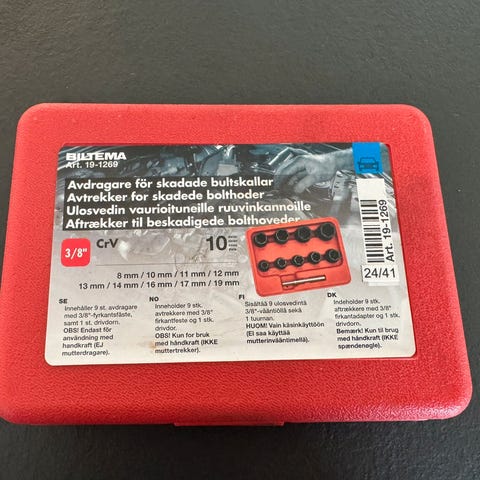 BILTEMA
Art. 19-1269
Avdragare för skadade bultskallar
Avtrekker for skadede bolthoder
Ulosvedin vaurioituneille ruuvinkannoille
Aftrækker til beskadigede bolthoveder
3/8"
CrV
10
8 mm / 10 mm / 11 mm / 12 mm
13 mm / 14 mm / 16 mm / 17 mm / 19 mm
SE
Innehåller 9 st. avdragare
med 3/8"-fyrkantsfäste,
samt 1 st. drivdorn.
OBS! Endast för
användning med
handkraft (EJ
mutterdragare).
NO
Inneholder 9 stk.
avtrekkere med 3/8"
firkantfeste og 1 stk.
drivdor.
OBS! Kun for bruk
med håndkraft (IKKE
muttertrekker).
FI
Sisältää 9 ulosvedintä
3/8"-vääntiöllä sekä
1 tuurnan.
HUOM! Vain käsinkäyttöön
(Ei saa käyttää
mutterinvääntimellä).
DK
Indeholder 9 stk.
aftrækkere med 3/8"
firkantadapter og 1 stk.
drivdorn.
Bemærk! Kun til brug
med håndkraft (IKKE
spændenøgle).
Art. 19-1269
24/41